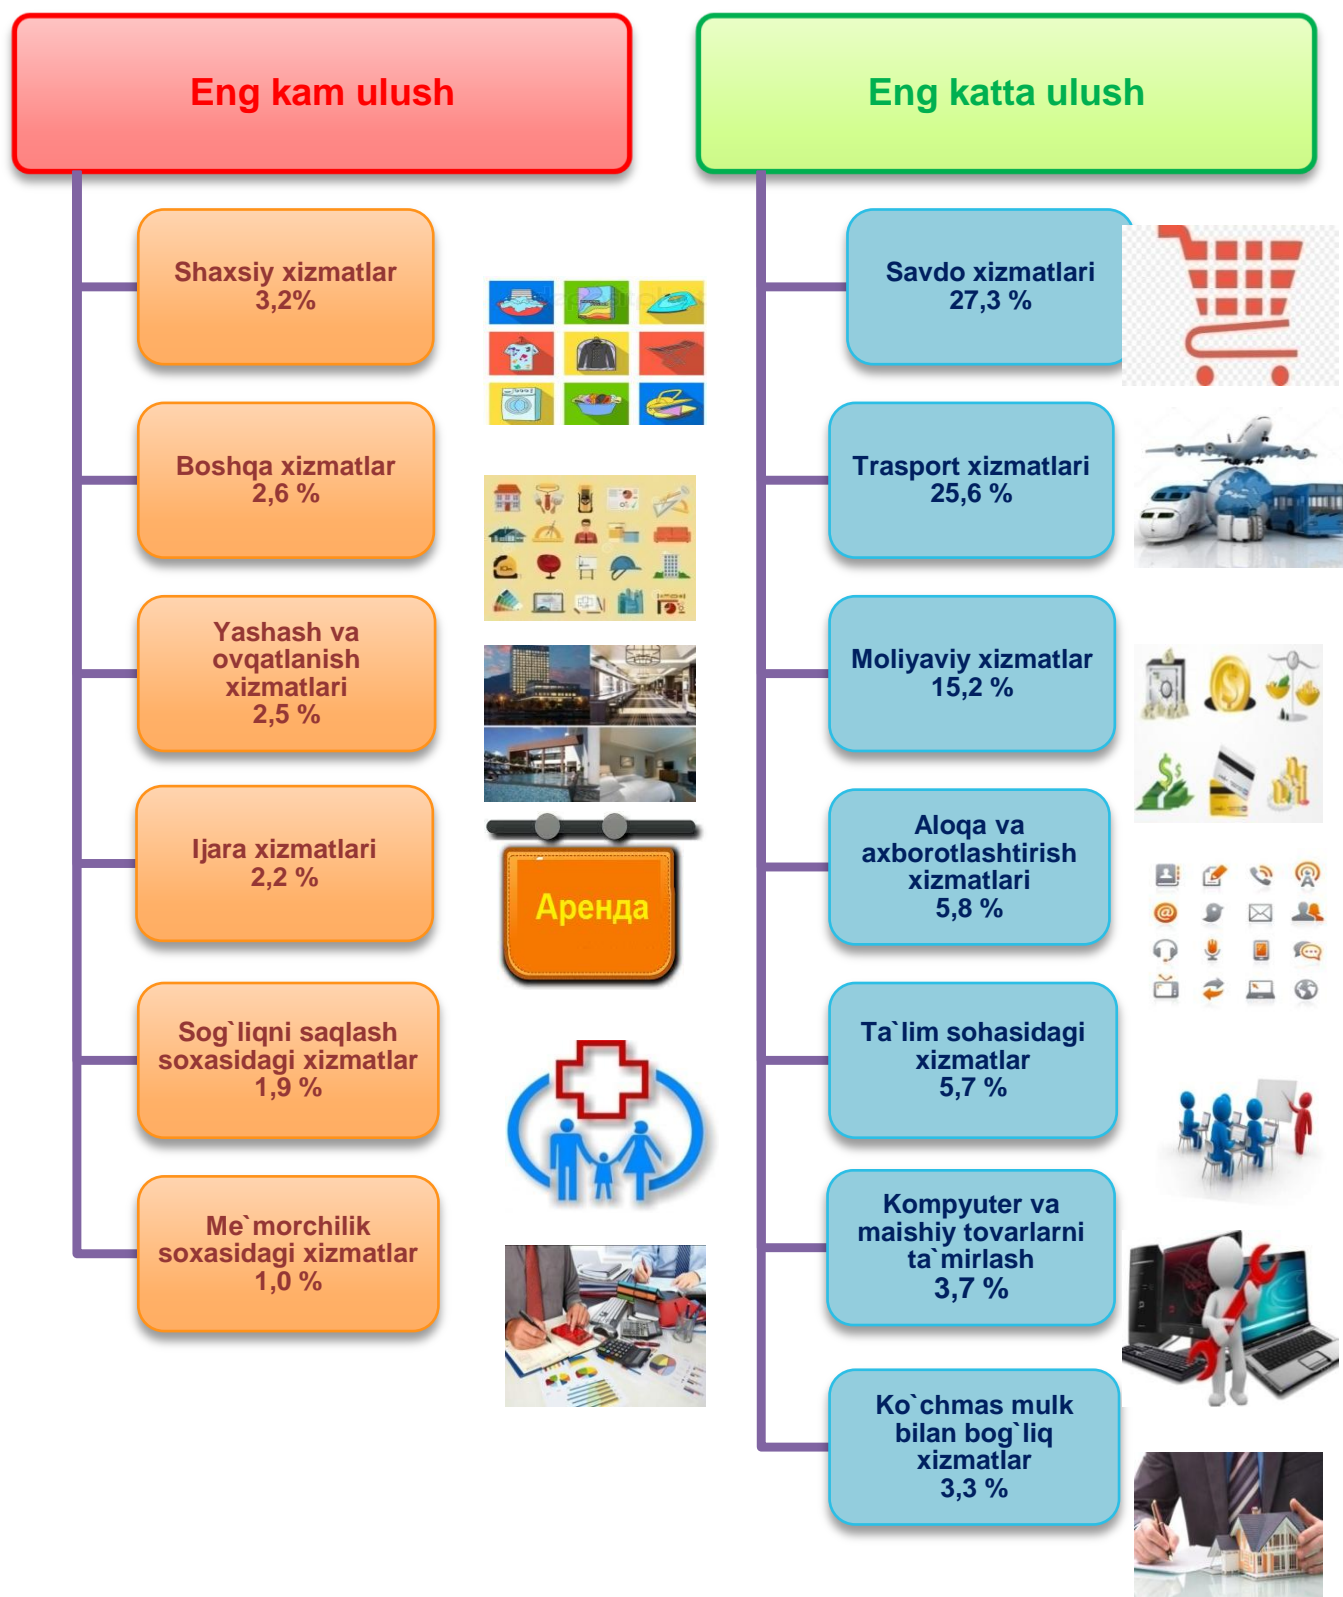 Eng kam ulush
Shaxsiy xizmatlar
3,2%
Boshqa xizmatlar
2,6 %
Yashash va
ovqatlanish
xizmatlari
2,5 %
Ijara xizmatlari
2,2 %
Аренда
Sog`liqni saqlash
soxasidagi xizmatlar
1,9 %
Me`morchilik
soxasidagi xizmatlar
1,0 %
Eng katta ulush
Savdo xizmatlari
27,3 %
Trasport xizmatlari
25,6 %
Moliyaviy xizmatlar
15,2 %
Aloqa va
axborotlashtirish
xizmatlari
5,8 %
Ta`lim sohasidagi
xizmatlar
5,7 %
Kompyuter va
maishiy tovarlarni
ta`mirlash
3,7 %
Ko`chmas mulk
bilan bog`liq
xizmatlar
3,3 %